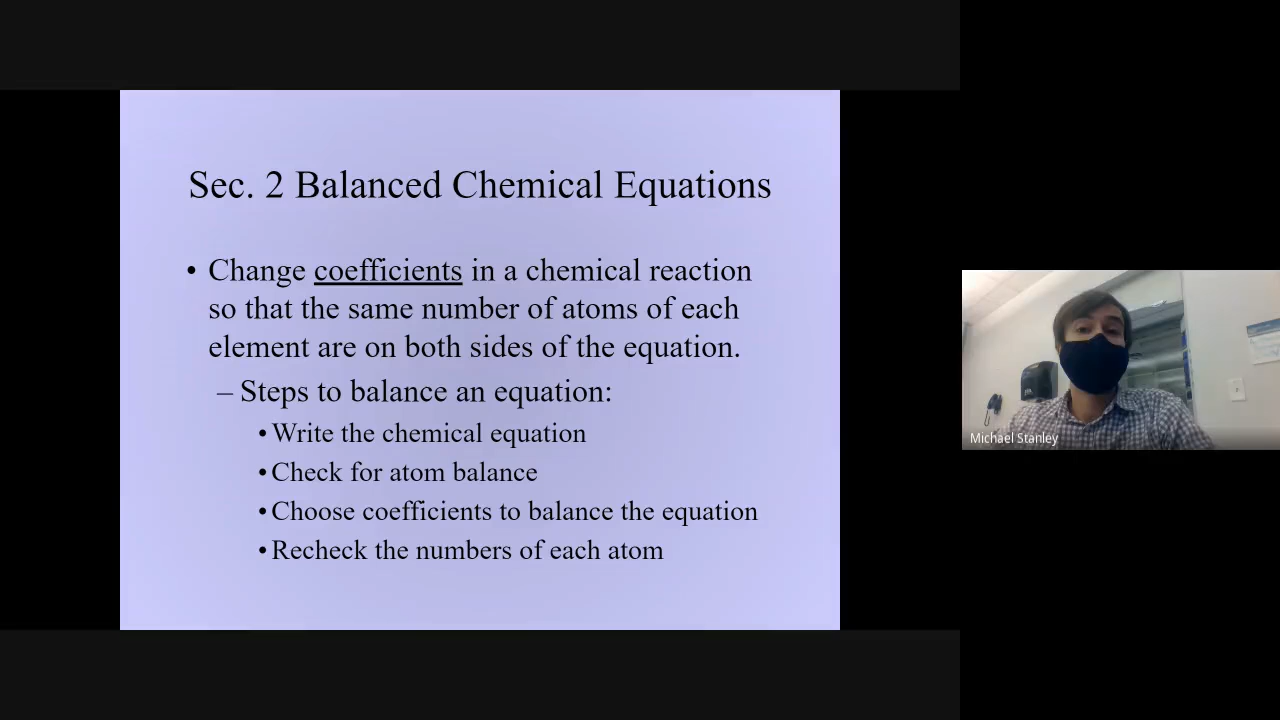 Sec. 2 Balanced Chemical Equations
• Change coefficients in a chemical reaction
so that the same number of atoms of each
element are on both sides of the equation.
– Steps to balance an equation:
• Write the chemical equation
• Check for atom balance
• Choose coefficients to balance the equation
• Recheck the numbers of each atom
Michael Stanley